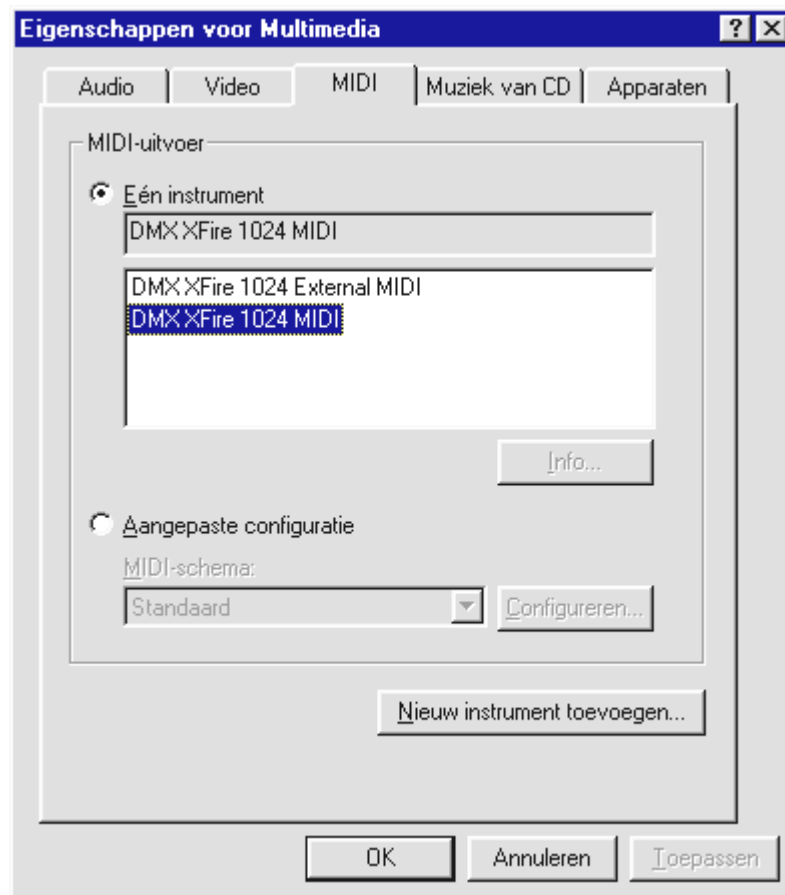 Eigenschappen voor Multimedia
Audio Video MIDI Muziek van CD Apparaten
MIDI-uitvoer
Eén instrument
DMX XFire 1024 MIDI
DMX XFire 1024 External MIDI
DMX XFire 1024 MIDI
Info...
Aangepaste configuratie
MIDI-schema:
Standaard Configureren...
Nieuw instrument toevoegen...
OK Annuleren Toepassen